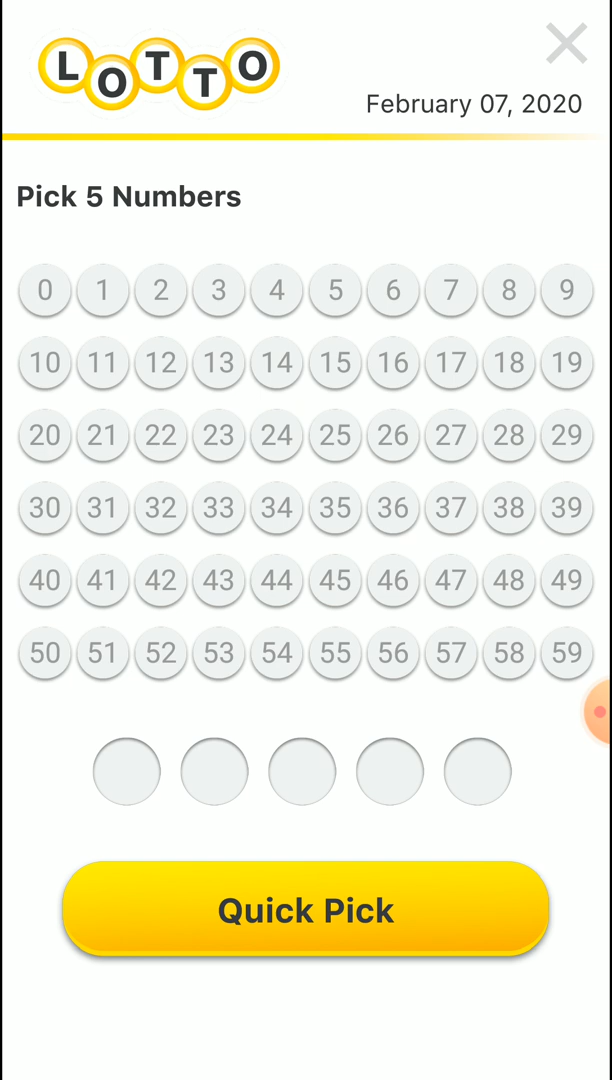 LOTTO
February 07, 2020
Pick 5 Numbers
0 1 2 3 4 5 6 7 8 9
10 11 12 13 14 15 16 17 18 19
20 21 22 23 24 25 26 27 28 29
30 31 32 33 34 35 36 37 38 39
40 41 42 43 44 45 46 47 48 49
50 51 52 53 54 55 56 57 58 59
Quick Pick